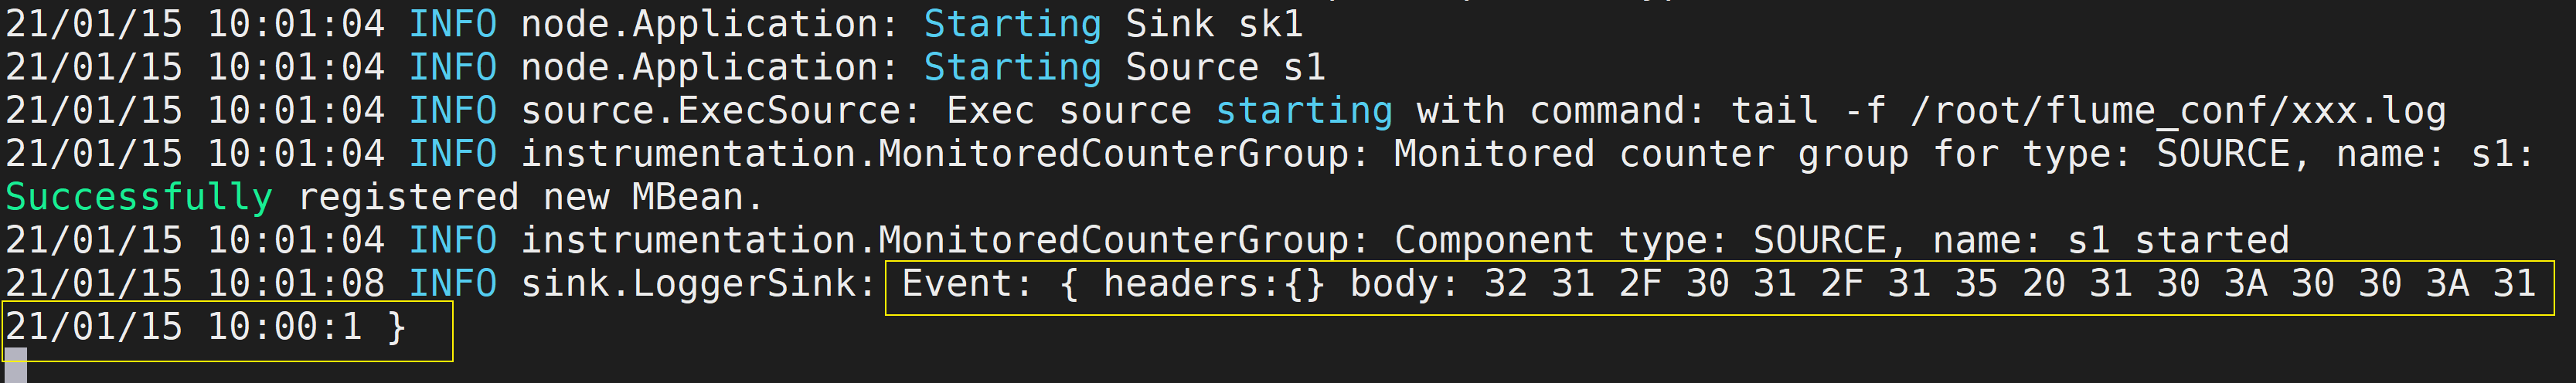 21/01/15 10:01:04 INFO node.Application: Starting Sink sk1
21/01/15 10:01:04 INFO node.Application: Starting Source s1
21/01/15 10:01:04 INFO source.ExecSource: Exec source starting with command: tail -f /root/flume_conf/xxx.log
21/01/15 10:01:04 INFO instrumentation.MonitoredCounterGroup: Monitored counter group for type: SOURCE, name: s1:
Successfully registered new MBean.
21/01/15 10:01:04 INFO instrumentation.MonitoredCounterGroup: Component type: SOURCE, name: s1 started
21/01/15 10:01:08 INFO sink.LoggerSink: Event: { headers:{} body: 32 31 2F 30 31 2F 31 35 20 31 30 3A 30 30 3A 31
21/01/15 10:00:1 }